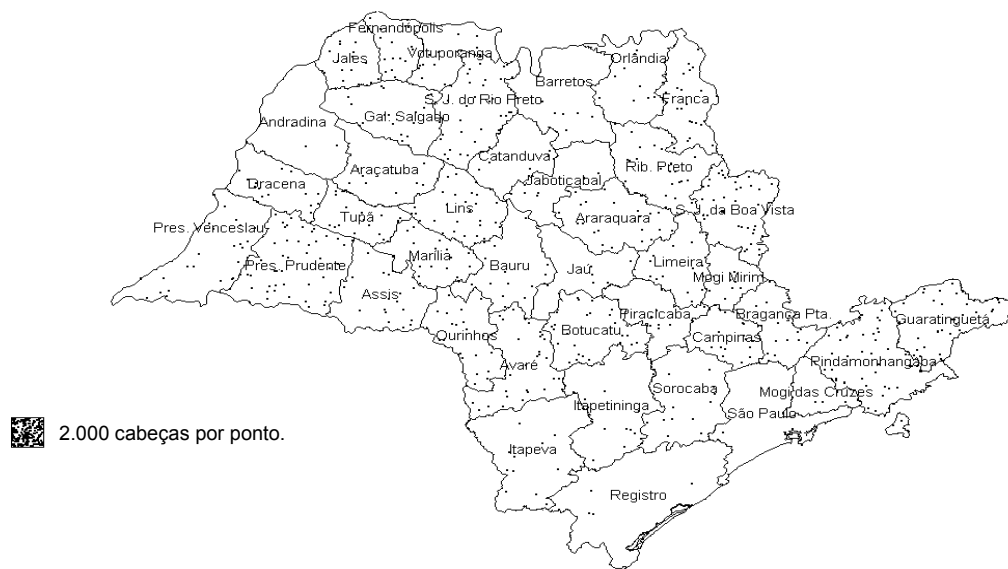 Fernandópolis
Jales
Votuporanga
Orlândia
Barretos
S. J. do Rio Preto
Franca
Gal. Salgado
Andradina
Catanduva
Araçatuba
Rib. Preto
Dracena
Jaboticabal
Lins
Tupã
Araraquara
S. J. da Boa Vista
Pres. Venceslau
Marília
Pres. Prudente
Bauru
Jaú
Limeira
Mogi Mirim
Assis
Piracicaba
Bragança Pta.
Guaratinguetá
Botucatu
Ourinhos
Campinas
Avaré
Pindamonhangaba
Sorocaba
Mogi das Cruzes
Itapetininga
São Paulo
2.000 cabeças por ponto.
Itapeva
Registro